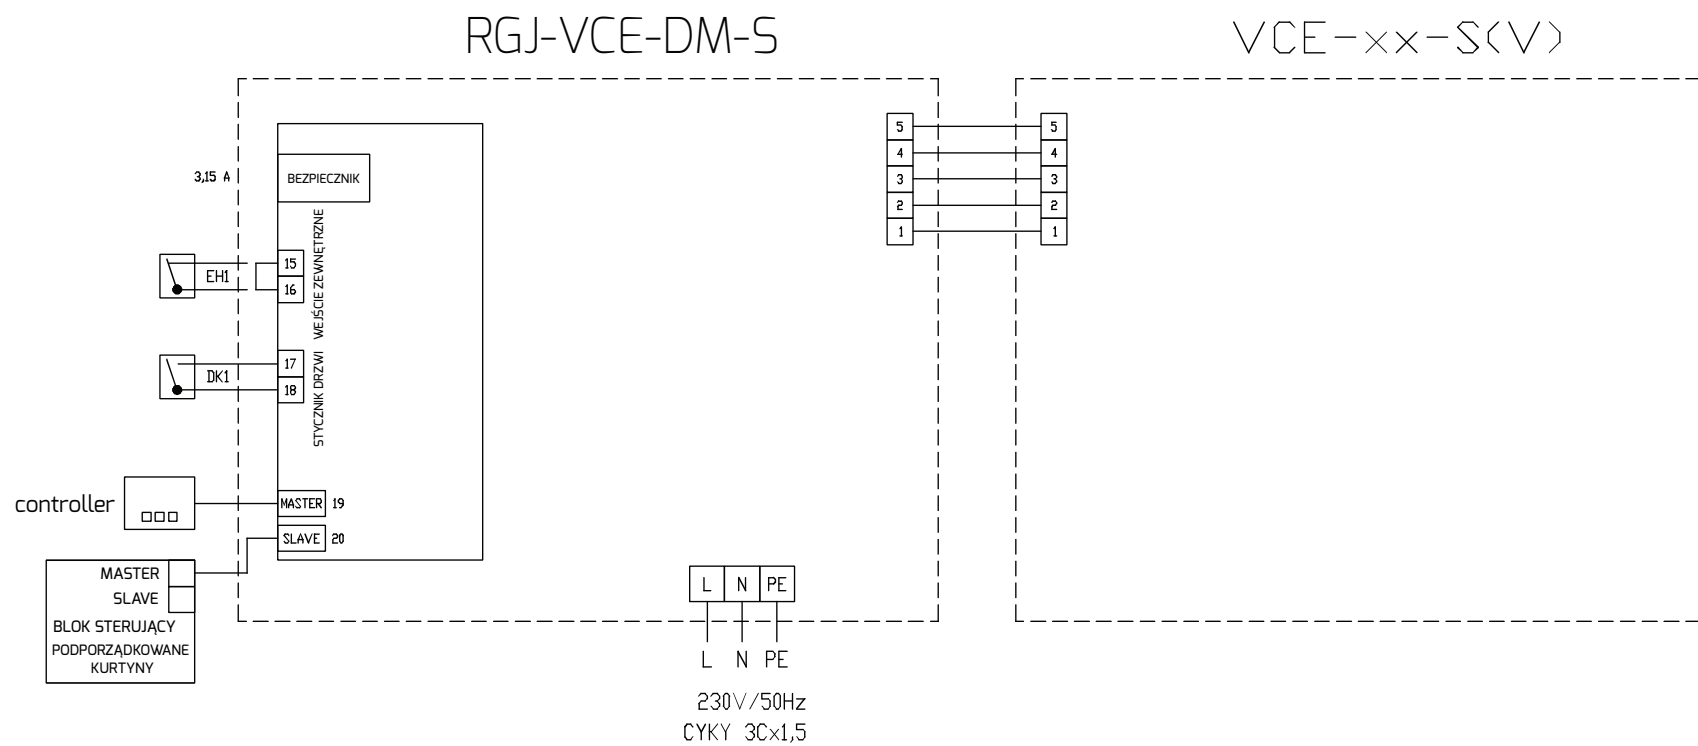 RGJ-VCE-DM-S
VCE-xx-S(V)
5 5
4 4
3 3
2 2
1 1
3,15 A
BEZPIECZNIK
WEJŚCIE ZEWNĘTRZNE
EH1
15
16
STYCZNIK DRZWI
DK1
17
18
controller
MASTER 19
SLAVE 20
MASTER
SLAVE
BLOK STERUJĄCY
PODPORZĄDKOWANE
KURTYNY
L N PE
L N PE
230V/50Hz
CYKY 3Cx1,5